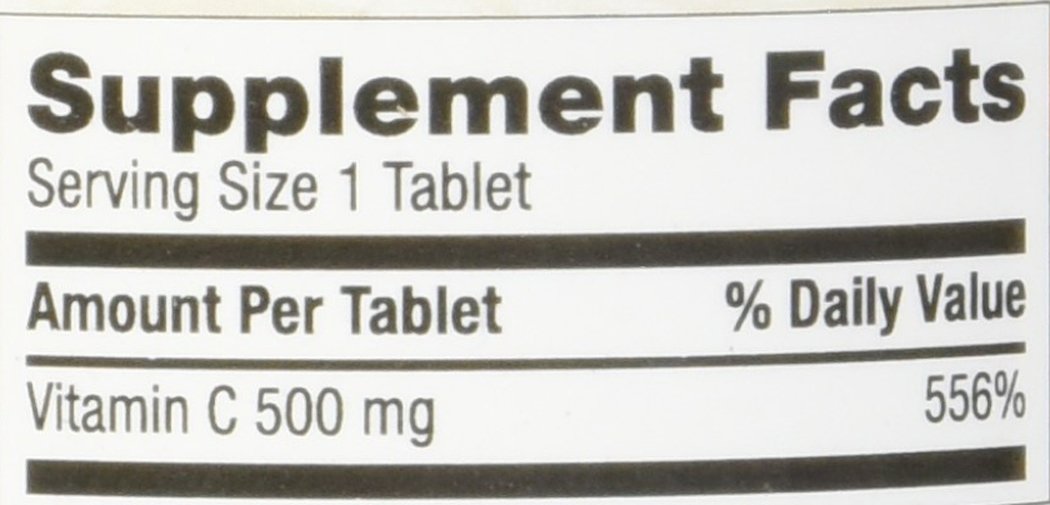 Supplement Facts
Serving Size 1 Tablet
Amount Per Tablet % Daily Value
Vitamin C 500 mg 556%